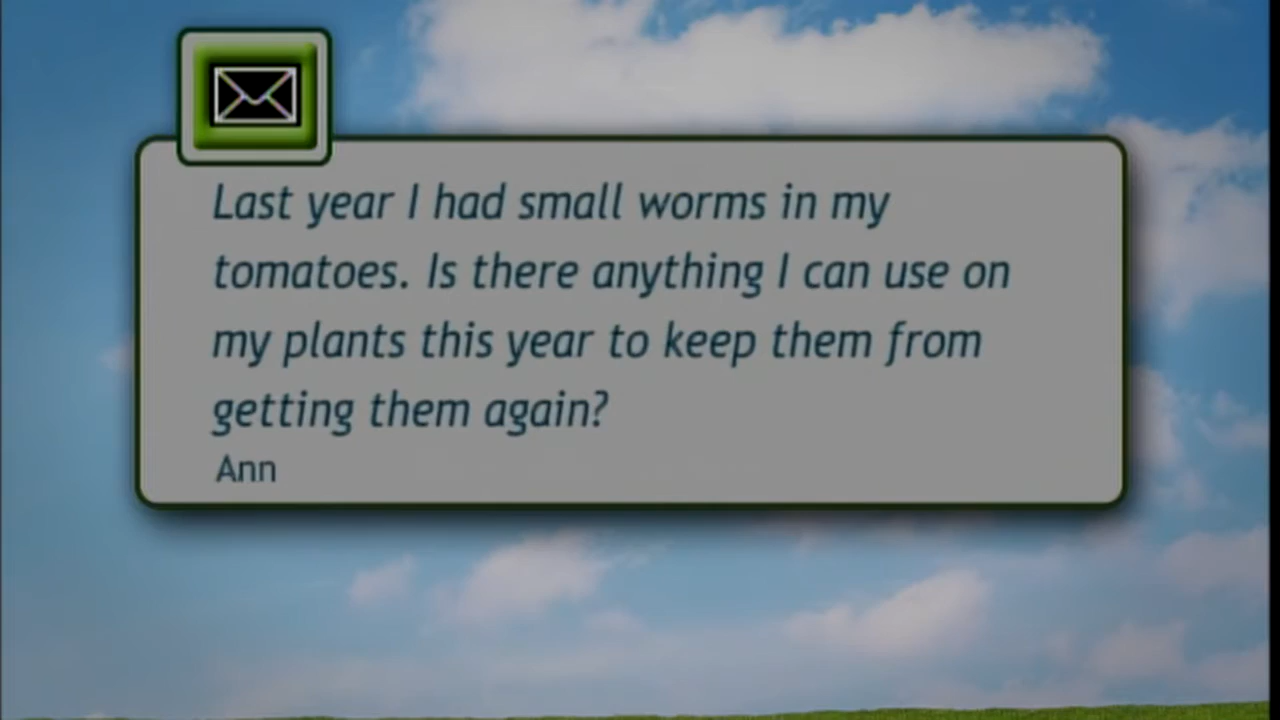 Last year I had small worms in my
tomatoes. Is there anything I can use on
my plants this year to keep them from
getting them again?
Ann